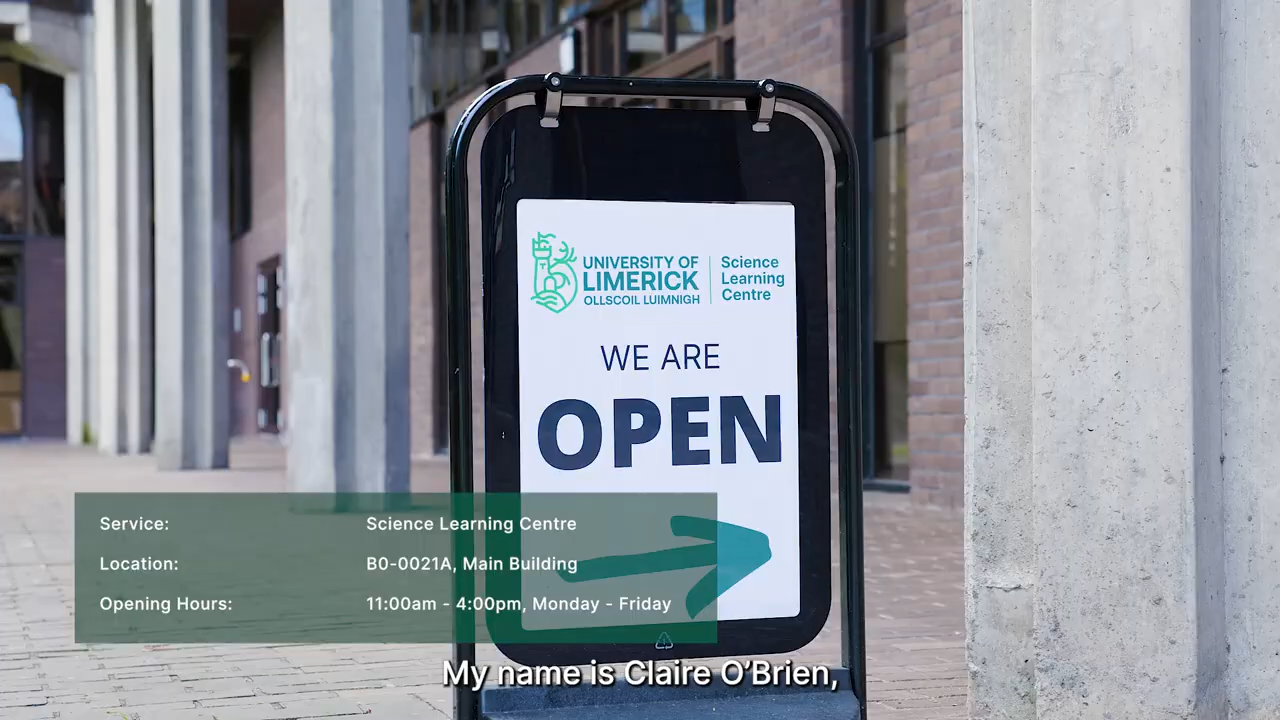 UNIVERSITY OF
LIMERICK
OLLSCOIL LUIMNIGH
Science
Learning
Centre
WE ARE
OPEN
Service: Science Learning Centre
Location: B0-0021A, Main Building
Opening Hours: 11:00am - 4:00pm, Monday - Friday
My name is Claire O’Brien,